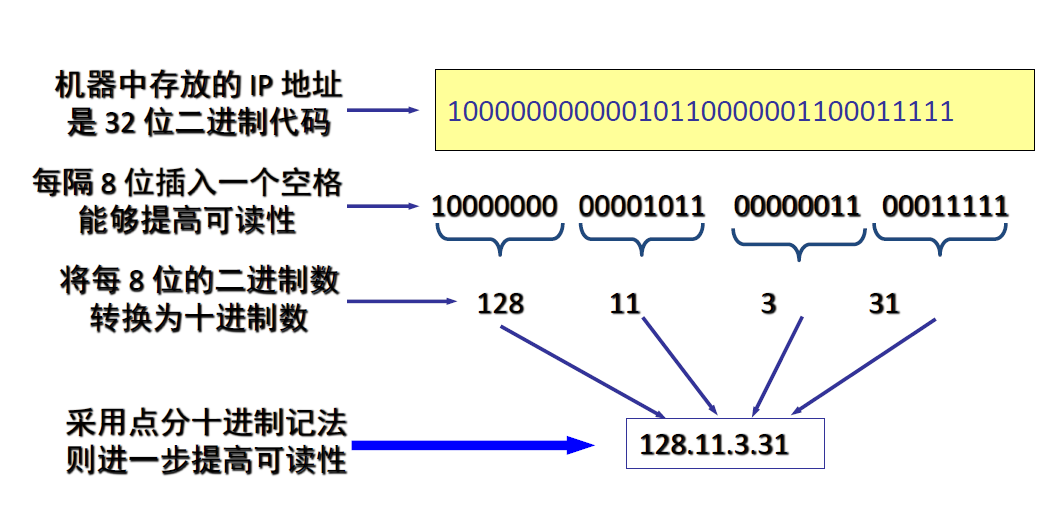 机器中存放的 IP 地址
是 32 位二进制代码
10000000000010110000001100011111
每隔 8 位插入一个空格
能够提高可读性
10000000 00001011 00000011 00011111
将每 8 位的二进制数
转换为十进制数
128 11 3 31
采用点分十进制记法
则进一步提高可读性
128.11.3.31